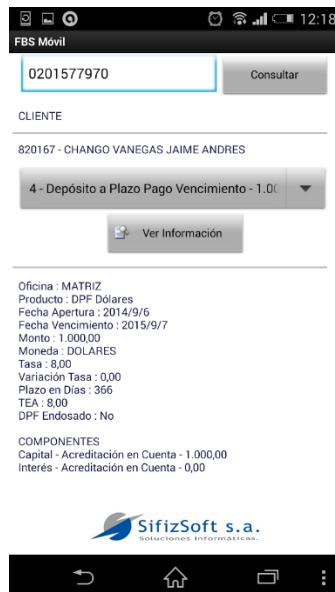 12:18
FBS Móvil
0201577970
Consultar
CLIENTE
820167 - CHANGO VANEGAS JAIME ANDRES
4 - Depósito a Plazo Pago Vencimiento - 1.00
Ver Información
Oficina : MATRIZ
Producto : DPF Dólares
Fecha Apertura : 2014/9/6
Fecha Vencimiento : 2015/9/7
Monto : 1.000,00
Moneda : DOLARES
Tasa : 8,00
Variación Tasa : 0,00
Plazo en Días : 366
TEA : 8,00
DPF Endosado : No
COMPONENTES
Capital - Acreditación en Cuenta - 1.000,00
Interés - Acreditación en Cuenta - 0,00
SifizSoft s.a.
Soluciones Informáticas.